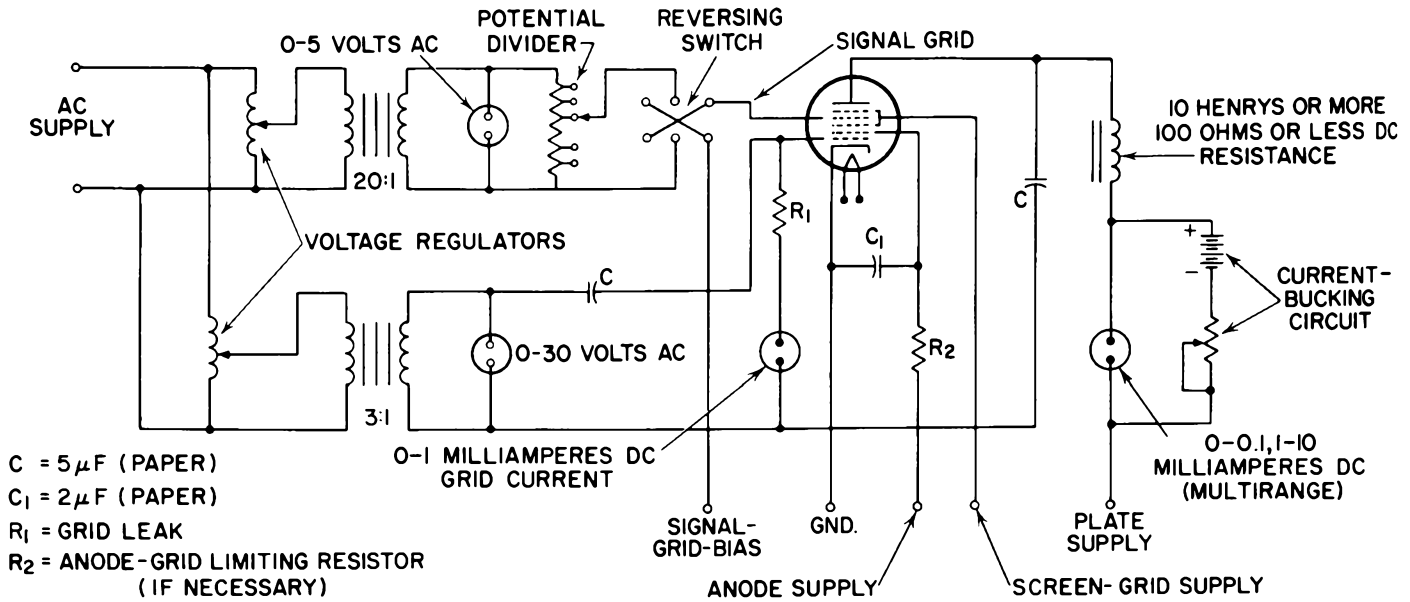 POTENTIAL
DIVIDER
REVERSING
SWITCH
0-5 VOLTS AC
SIGNAL GRID
AC
SUPPLY
10 HENRYS OR MORE
100 OHMS OR LESS DC
RESISTANCE
20:1
R1
C
VOLTAGE REGULATORS
C1
C
+
−
CURRENT-
BUCKING
CIRCUIT
0-30 VOLTS AC
R2
3:1
0-1 MILLIAMPERES DC
GRID CURRENT
0-0.1, 1-10
MILLIAMPERES DC
(MULTIRANGE)
C = 5μF (PAPER)
C1 = 2μF (PAPER)
R1 = GRID LEAK
R2 = ANODE-GRID LIMITING RESISTOR
(IF NECESSARY)
SIGNAL-
GRID-BIAS
GND.
PLATE
SUPPLY
ANODE SUPPLY
SCREEN-GRID SUPPLY